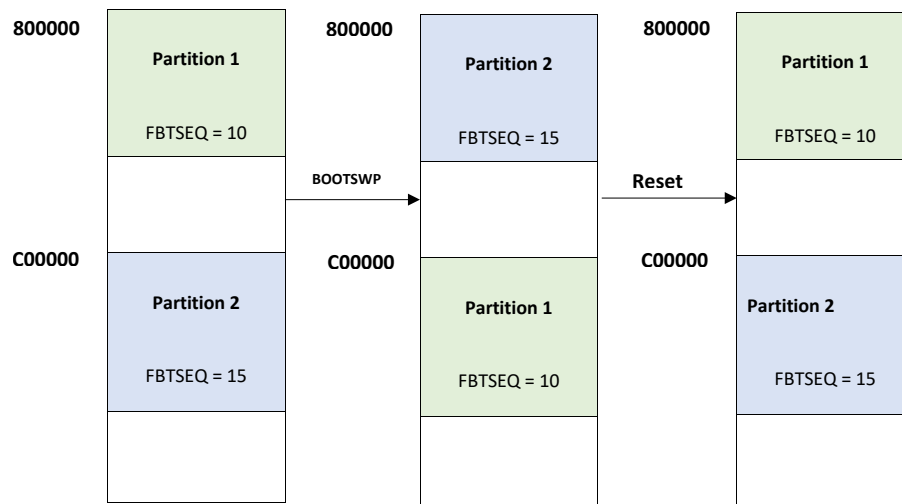 800000
Partition 1
FBTSEQ = 10
C00000
Partition 2
FBTSEQ = 15
BOOTSWP
800000
Partition 2
FBTSEQ = 15
C00000
Partition 1
FBTSEQ = 10
Reset
800000
Partition 1
FBTSEQ = 10
C00000
Partition 2
FBTSEQ = 15